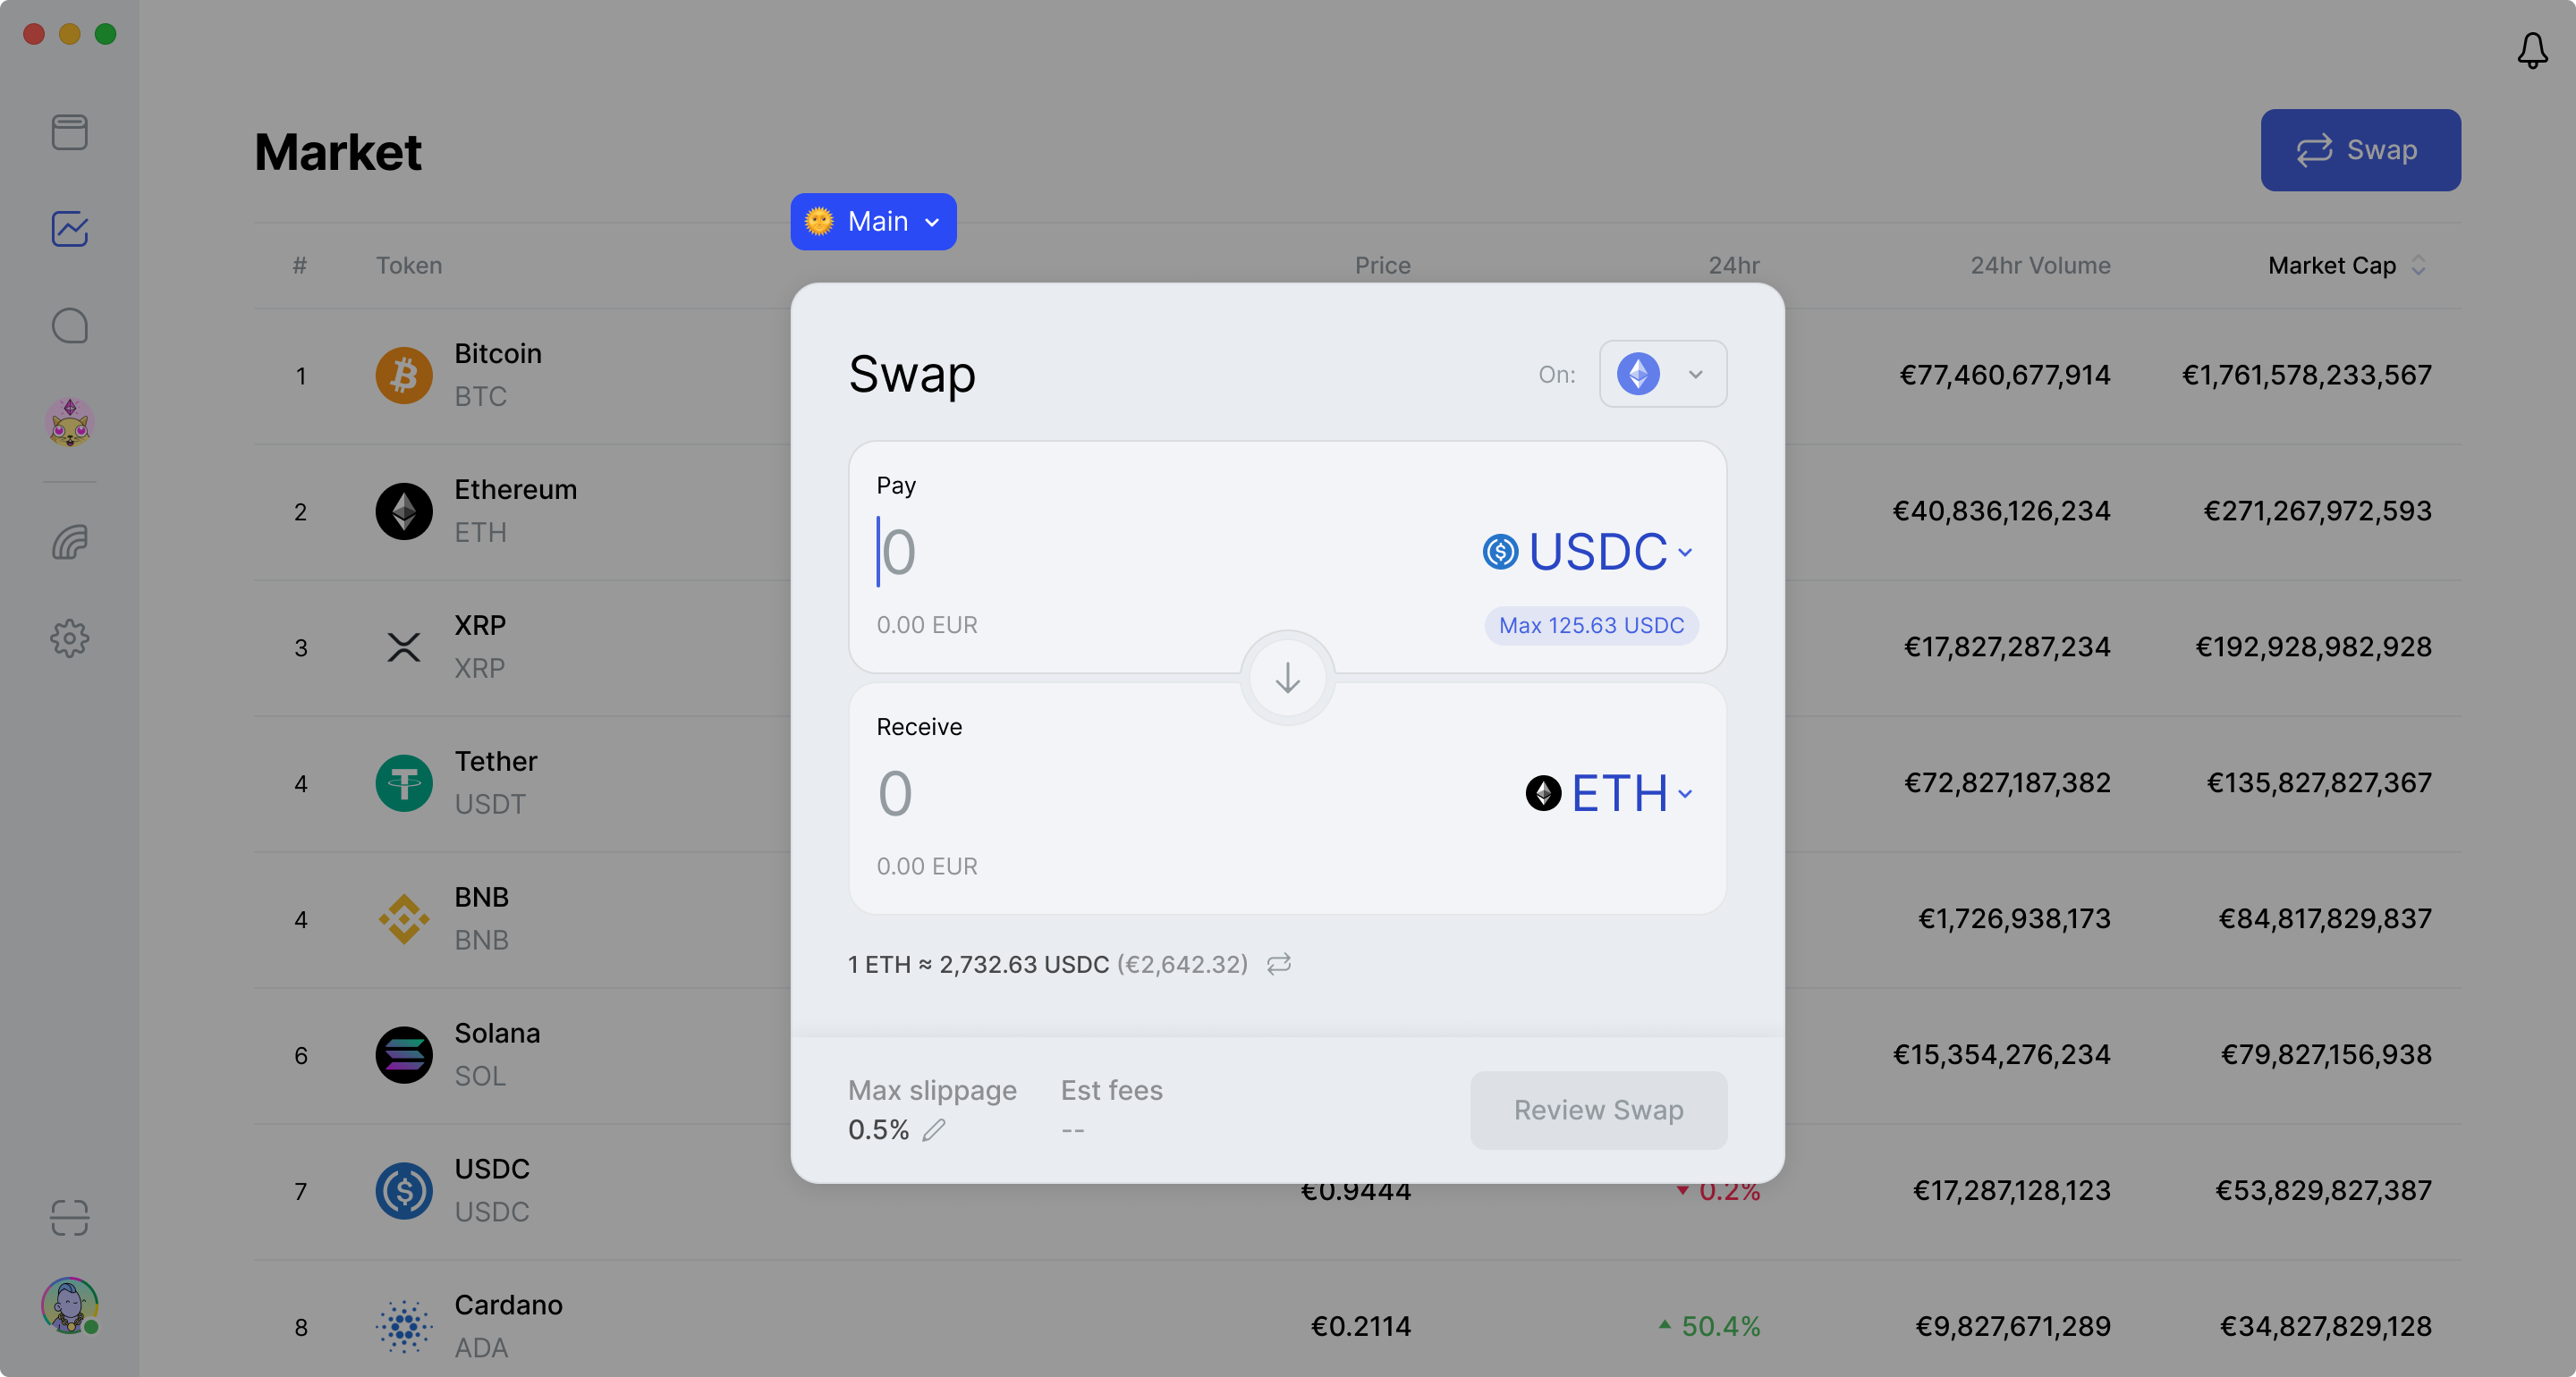 Market
Swap
Main
# Token Price 24hr 24hr Volume Market Cap
1 Bitcoin €77,460,677,914 €1,761,578,233,567
BTC
2 Ethereum €40,836,126,234 €271,267,972,593
ETH
3 XRP €17,827,287,234 €192,928,982,928
XRP
4 Tether €72,827,187,382 €135,827,827,367
USDT
4 BNB €1,726,938,173 €84,817,829,837
BNB
6 Solana €15,354,276,234 €79,827,156,938
SOL
7 USDC €0.9444 0.2% €17,287,128,123 €53,829,827,387
USDC
8 Cardano €0.2114 50.4% €9,827,671,289 €34,827,829,128
ADA
Swap On:
Pay
0 USDC
0.00 EUR Max 125.63 USDC
Receive
0 ETH
0.00 EUR
1 ETH ≈ 2,732.63 USDC (€2,642.32)
Max slippage Est fees
0.5% --
Review Swap